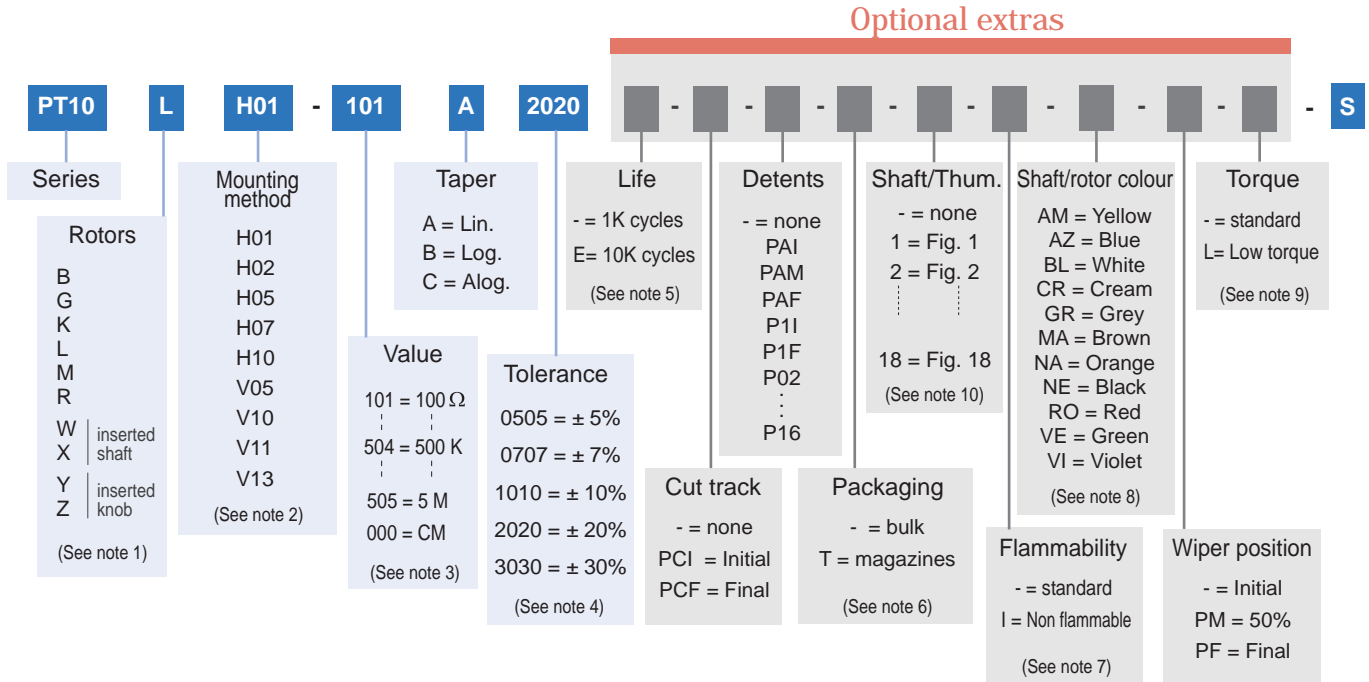 Optional extras
PT10 L H01 - 101 A 2020 - - - - - - - - - S
Series
Rotors
B
G
K
L
M
R
W
X
inserted
shaft
Y
Z
inserted
knob
(See note 1)
Mounting
method
H01
H02
H05
H07
H10
V05
V10
V11
V13
(See note 2)
Value
101 = 100 Ω
504 = 500 K
505 = 5 M
000 = CM
(See note 3)
Taper
A = Lin.
B = Log.
C = Alog.
Tolerance
0505 = ± 5%
0707 = ± 7%
1010 = ± 10%
2020 = ± 20%
3030 = ± 30%
(See note 4)
Life
- = 1K cycles
E= 10K cycles
(See note 5)
Cut track
- = none
PCI = Initial
PCF = Final
Detents
- = none
PAI
PAM
PAF
P1I
P1F
P02
P16
Packaging
- = bulk
T = magazines
(See note 6)
Shaft/Thum.
- = none
1 = Fig. 1
2 = Fig. 2
18 = Fig. 18
(See note 10)
Flammability
- = standard
I = Non flammable
(See note 7)
Shaft/rotor colour
AM = Yellow
AZ = Blue
BL = White
CR = Cream
GR = Grey
MA = Brown
NA = Orange
NE = Black
RO = Red
VE = Green
VI = Violet
(See note 8)
Wiper position
- = Initial
PM = 50%
PF = Final
Torque
- = standard
L= Low torque
(See note 9)